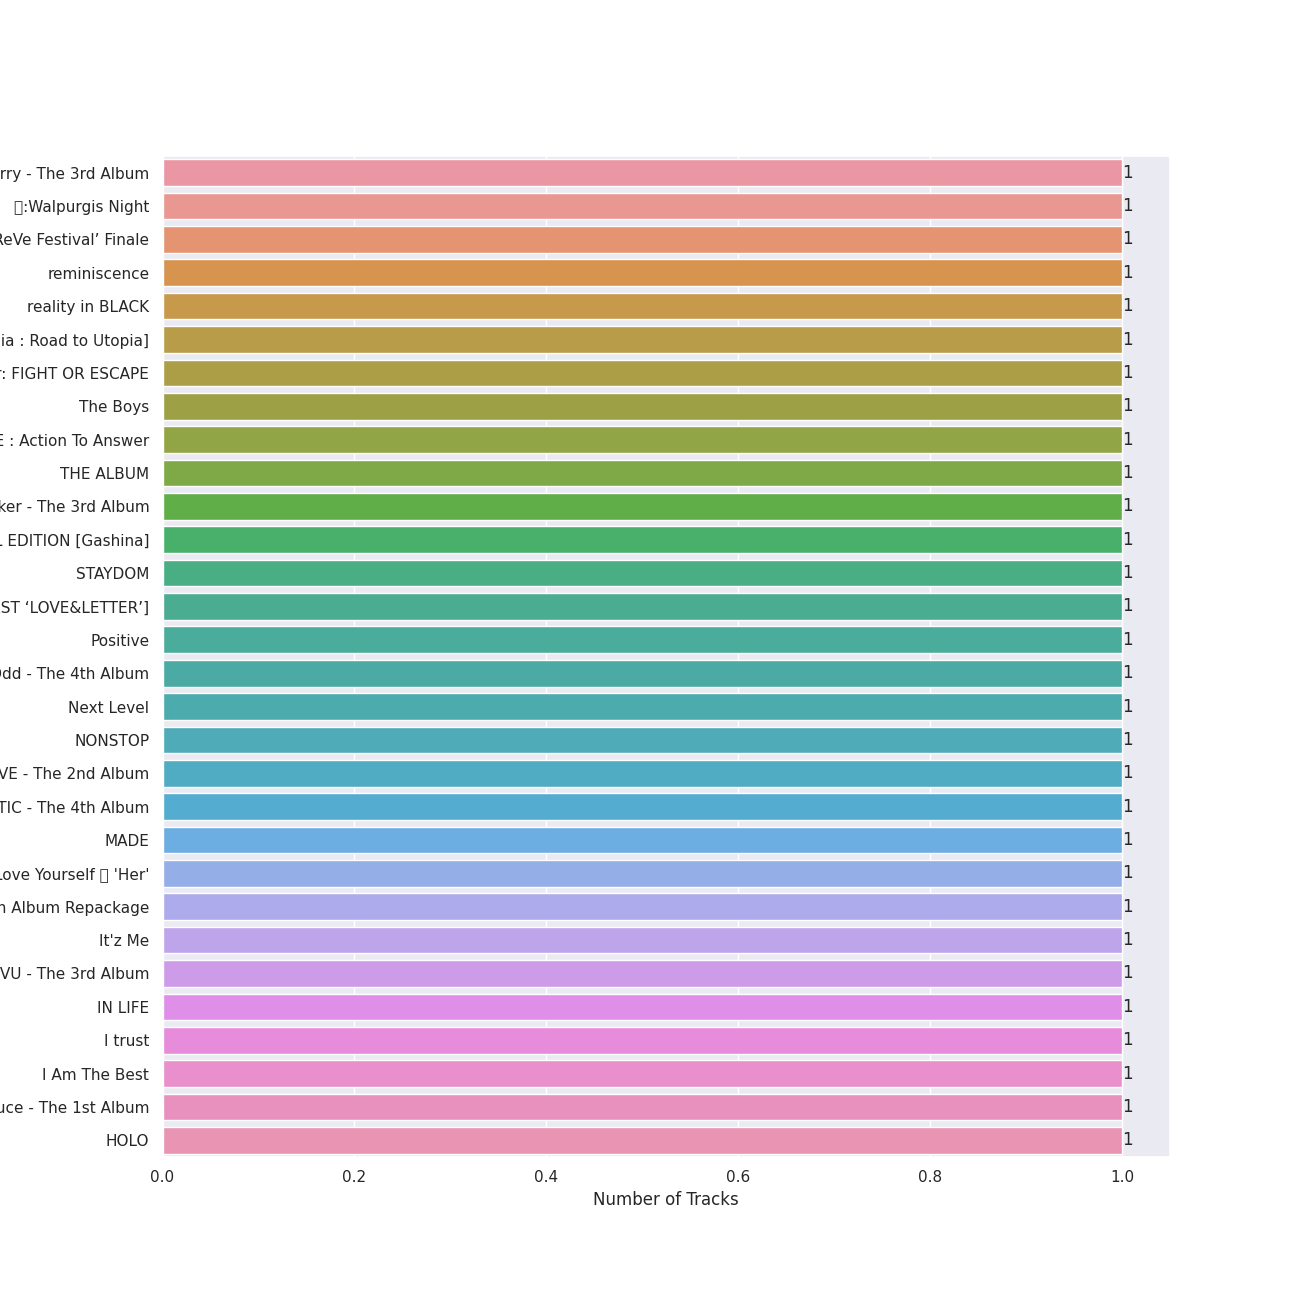 rry - The 3rd Album 1
:Walpurgis Night 1
ReVe Festival’ Finale 1
reminiscence 1
reality in BLACK 1
ia : Road to Utopia] 1
: FIGHT OR ESCAPE 1
The Boys 1
E : Action To Answer 1
THE ALBUM 1
ker - The 3rd Album 1
EDITION [Gashina] 1
STAYDOM 1
ST ‘LOVE&LETTER’] 1
Positive 1
Odd - The 4th Album 1
Next Level 1
NONSTOP 1
VE - The 2nd Album 1
TIC - The 4th Album 1
MADE 1
Love Yourself 'Her' 1
Album Repackage 1
It'z Me 1
VU - The 3rd Album 1
IN LIFE 1
I trust 1
I Am The Best 1
uce - The 1st Album 1
HOLO 1
0.0 0.2 0.4 0.6 0.8 1.0
Number of Tracks